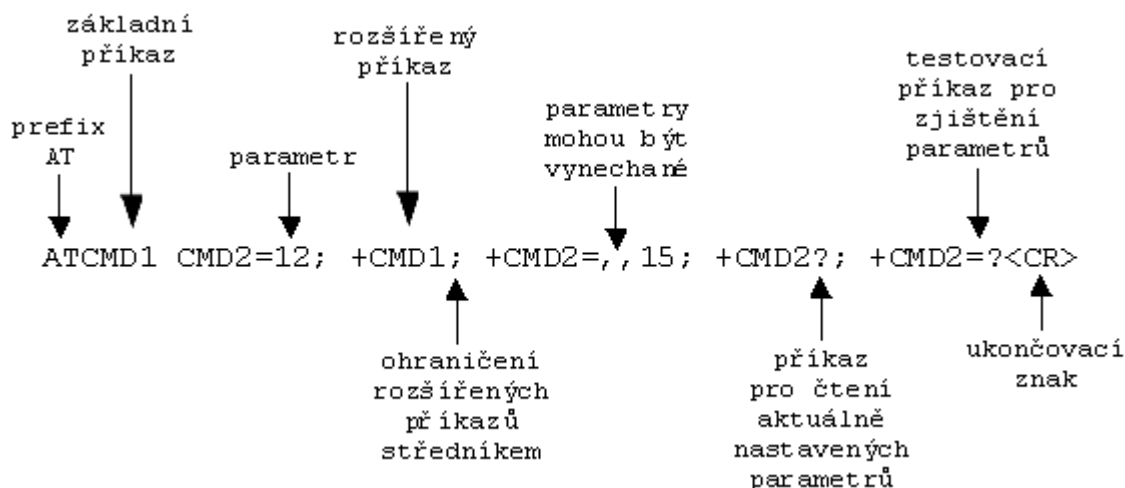 základní
příkaz
rozšířený
příkaz
testovací
příkaz pro
zjištění
parametrů
parametry
mohou být
vynechané
prefix
AT
parametr
ATCMD1 CMD2=12; +CMD1; +CMD2=,,15; +CMD2?; +CMD2=?<CR>
ohraničení
rozšířených
příkazů
středníkem
příkaz
pro čtení
aktuálně
nastavených
parametrů
ukončovací
znak